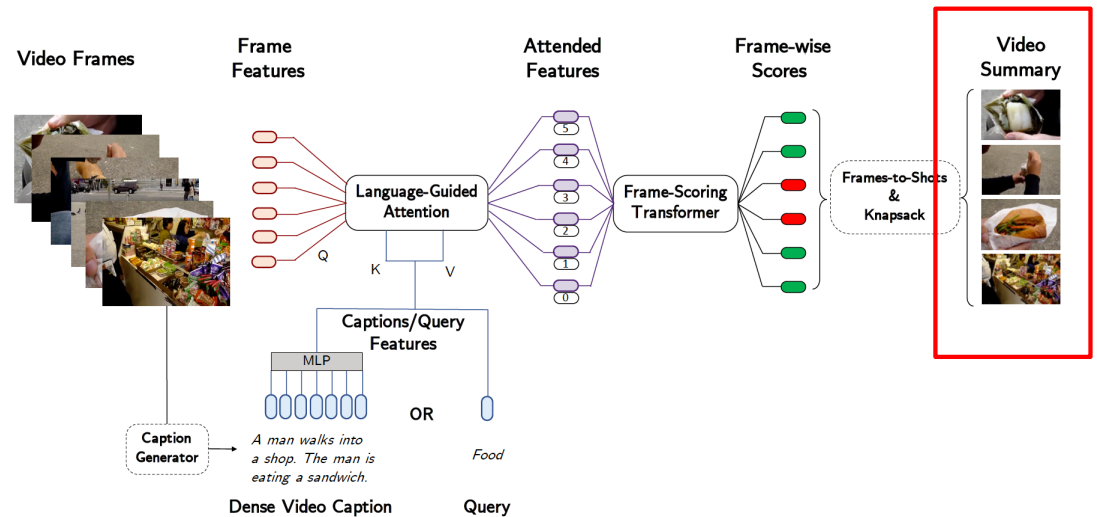 Video Frames
Frame
Features
Attended
Features
Frame-wise
Scores
Video
Summary
5
4
3
2
1
0
Language-Guided
Attention
Frame-Scoring
Transformer
Frames-to-Shots
&
Knapsack
Q
K
V
Captions/Query
Features
MLP
OR
Caption
Generator
A man walks into
a shop. The man is
eating a sandwich.
Food
Dense Video Caption
Query